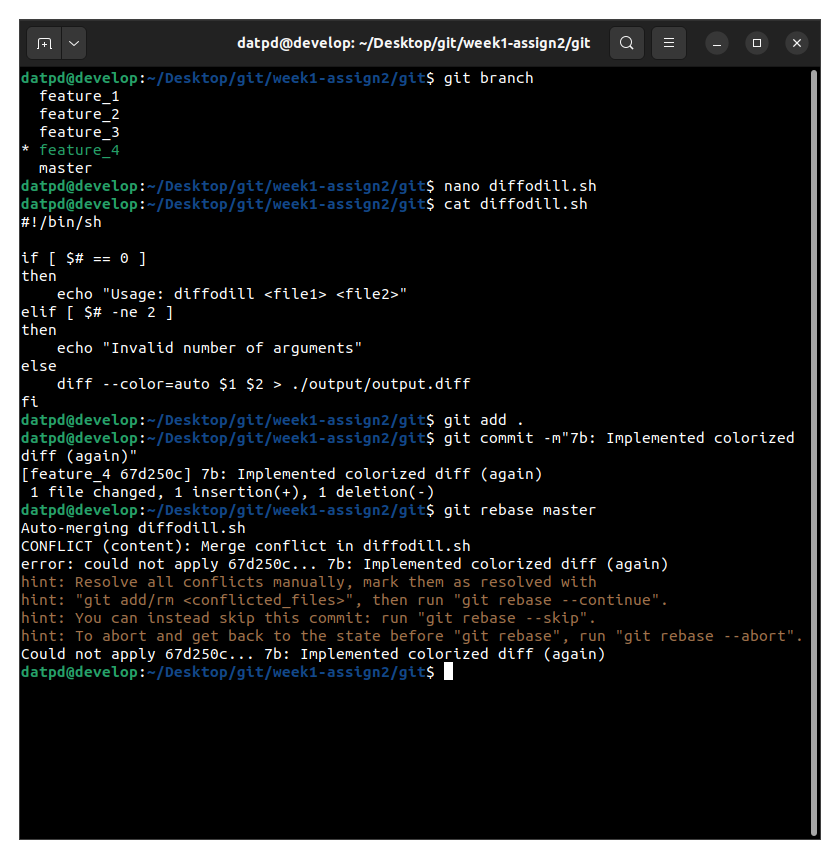 datpd@develop: ~/Desktop/git/week1-assign2/git
datpd@develop:~/Desktop/git/week1-assign2/git$ git branch
  feature_1
  feature_2
  feature_3
* feature_4
  master
datpd@develop:~/Desktop/git/week1-assign2/git$ nano diffodill.sh
datpd@develop:~/Desktop/git/week1-assign2/git$ cat diffodill.sh
#!/bin/sh

if [ $# == 0 ]
then
    echo "Usage: diffodill <file1> <file2>"
elif [ $# -ne 2 ]
then
    echo "Invalid number of arguments"
else
    diff --color=auto $1 $2 > ./output/output.diff
fi
datpd@develop:~/Desktop/git/week1-assign2/git$ git add .
datpd@develop:~/Desktop/git/week1-assign2/git$ git commit -m"7b: Implemented colorized
diff (again)"
[feature_4 67d250c] 7b: Implemented colorized diff (again)
 1 file changed, 1 insertion(+), 1 deletion(-)
datpd@develop:~/Desktop/git/week1-assign2/git$ git rebase master
Auto-merging diffodill.sh
CONFLICT (content): Merge conflict in diffodill.sh
error: could not apply 67d250c... 7b: Implemented colorized diff (again)
hint: Resolve all conflicts manually, mark them as resolved with
hint: "git add/rm <conflicted_files>", then run "git rebase --continue".
hint: You can instead skip this commit: run "git rebase --skip".
hint: To abort and get back to the state before "git rebase", run "git rebase --abort".
Could not apply 67d250c... 7b: Implemented colorized diff (again)
datpd@develop:~/Desktop/git/week1-assign2/git$